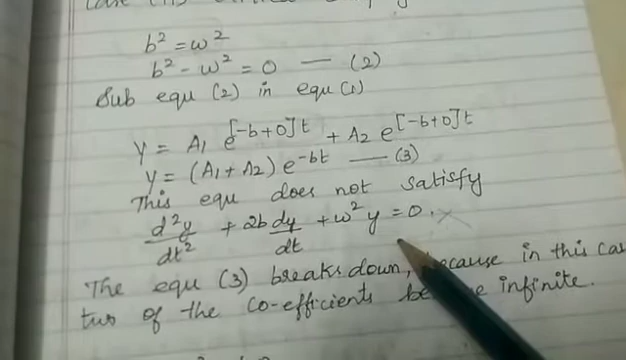 b² = ω²
b² - ω² = 0 — (2)
Sub equ (2) in equ (1)
y = A₁ e^[-b+0]t + A₂ e^[-b+0]t
y = (A₁ + A₂) e^-bt — (3)
This equ does not satisfy
d²y/dt² + 2b dy/dt + ω²y = 0.
The equ (3) breaks down, because in this
two of the co-efficients infinite.